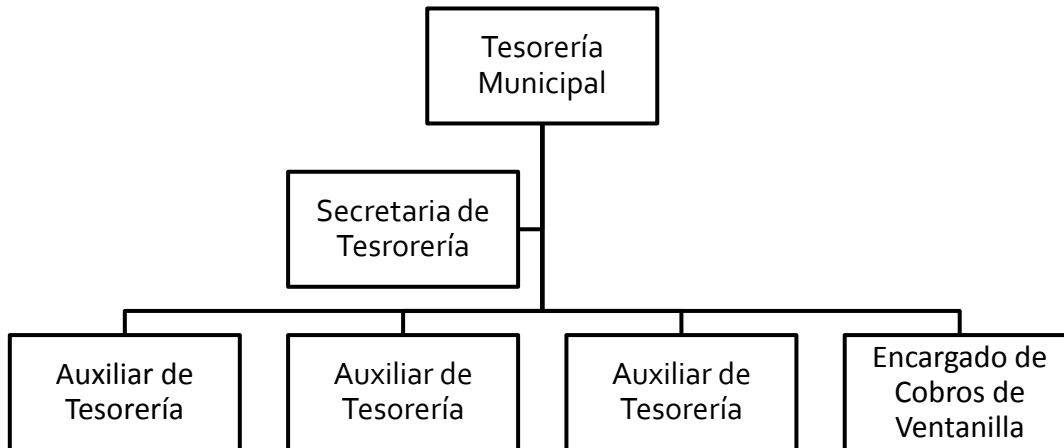 Tesorería
Municipal
Secretaria de
Tesrorería
Auxiliar de
Tesorería
Auxiliar de
Tesorería
Auxiliar de
Tesorería
Encargado de
Cobros de
Ventanilla